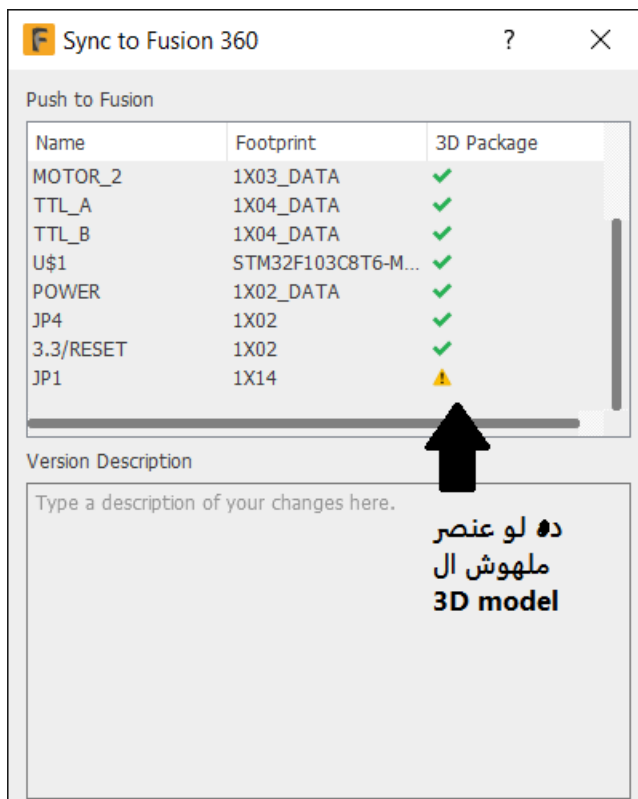 Sync to Fusion 360 ?
Push to Fusion
Name Footprint 3D Package
MOTOR_2 1X03_DATA
TTL_A 1X04_DATA
TTL_B 1X04_DATA
U$1 STM32F103C8T6-M...
POWER 1X02_DATA
JP4 1X02
3.3/RESET 1X02
JP1 1X14
Version Description
Type a description of your changes here.
ده لو عنصر
ملهوش ال
3D model